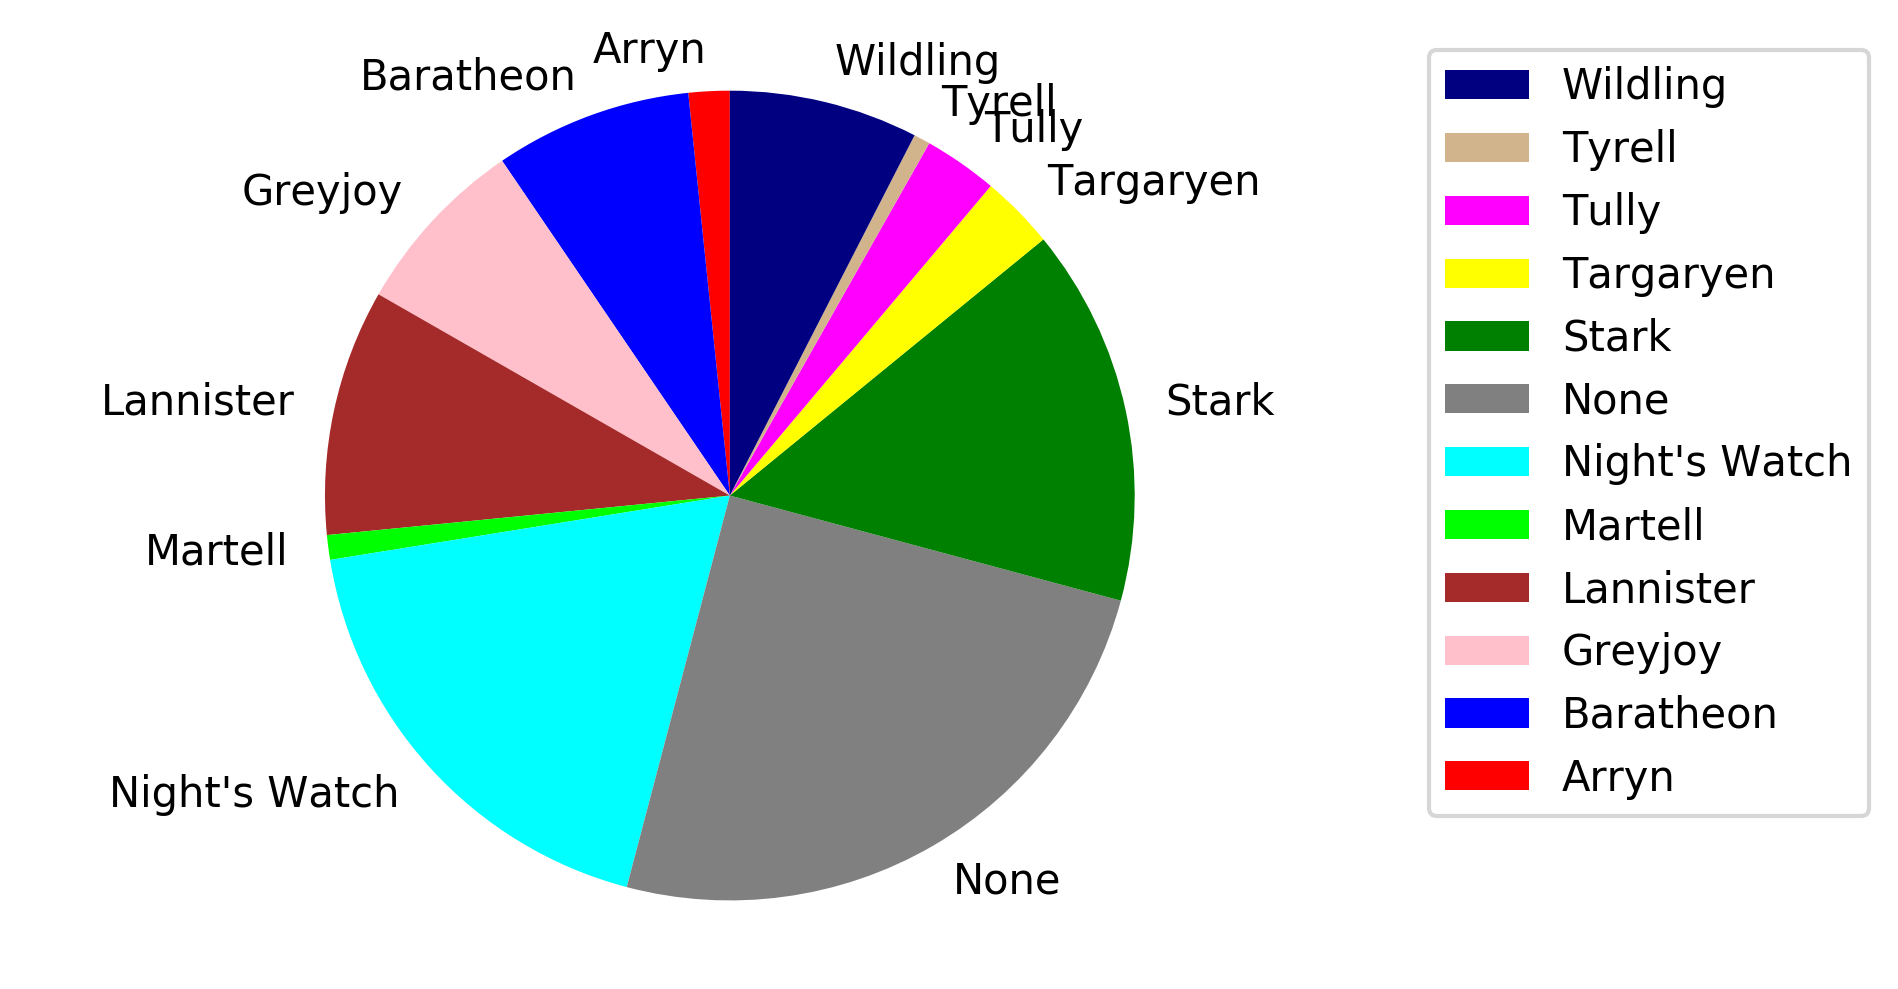 Arryn
Wildling
Baratheon
Tyrell
Tully
Targaryen
Greyjoy
Lannister
Stark
Martell
Night's Watch
None
Wildling
Tyrell
Tully
Targaryen
Stark
None
Night's Watch
Martell
Lannister
Greyjoy
Baratheon
Arryn